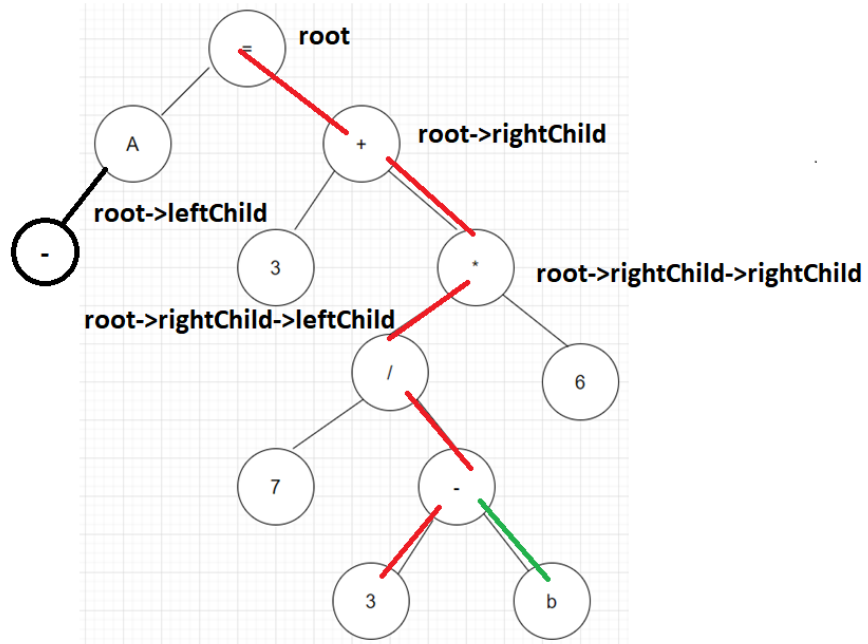 =
root
A
+
root->rightChild
root->leftChild
-
3
*
root->rightChild->rightChild
root->rightChild->leftChild
/
6
7
-
3
b